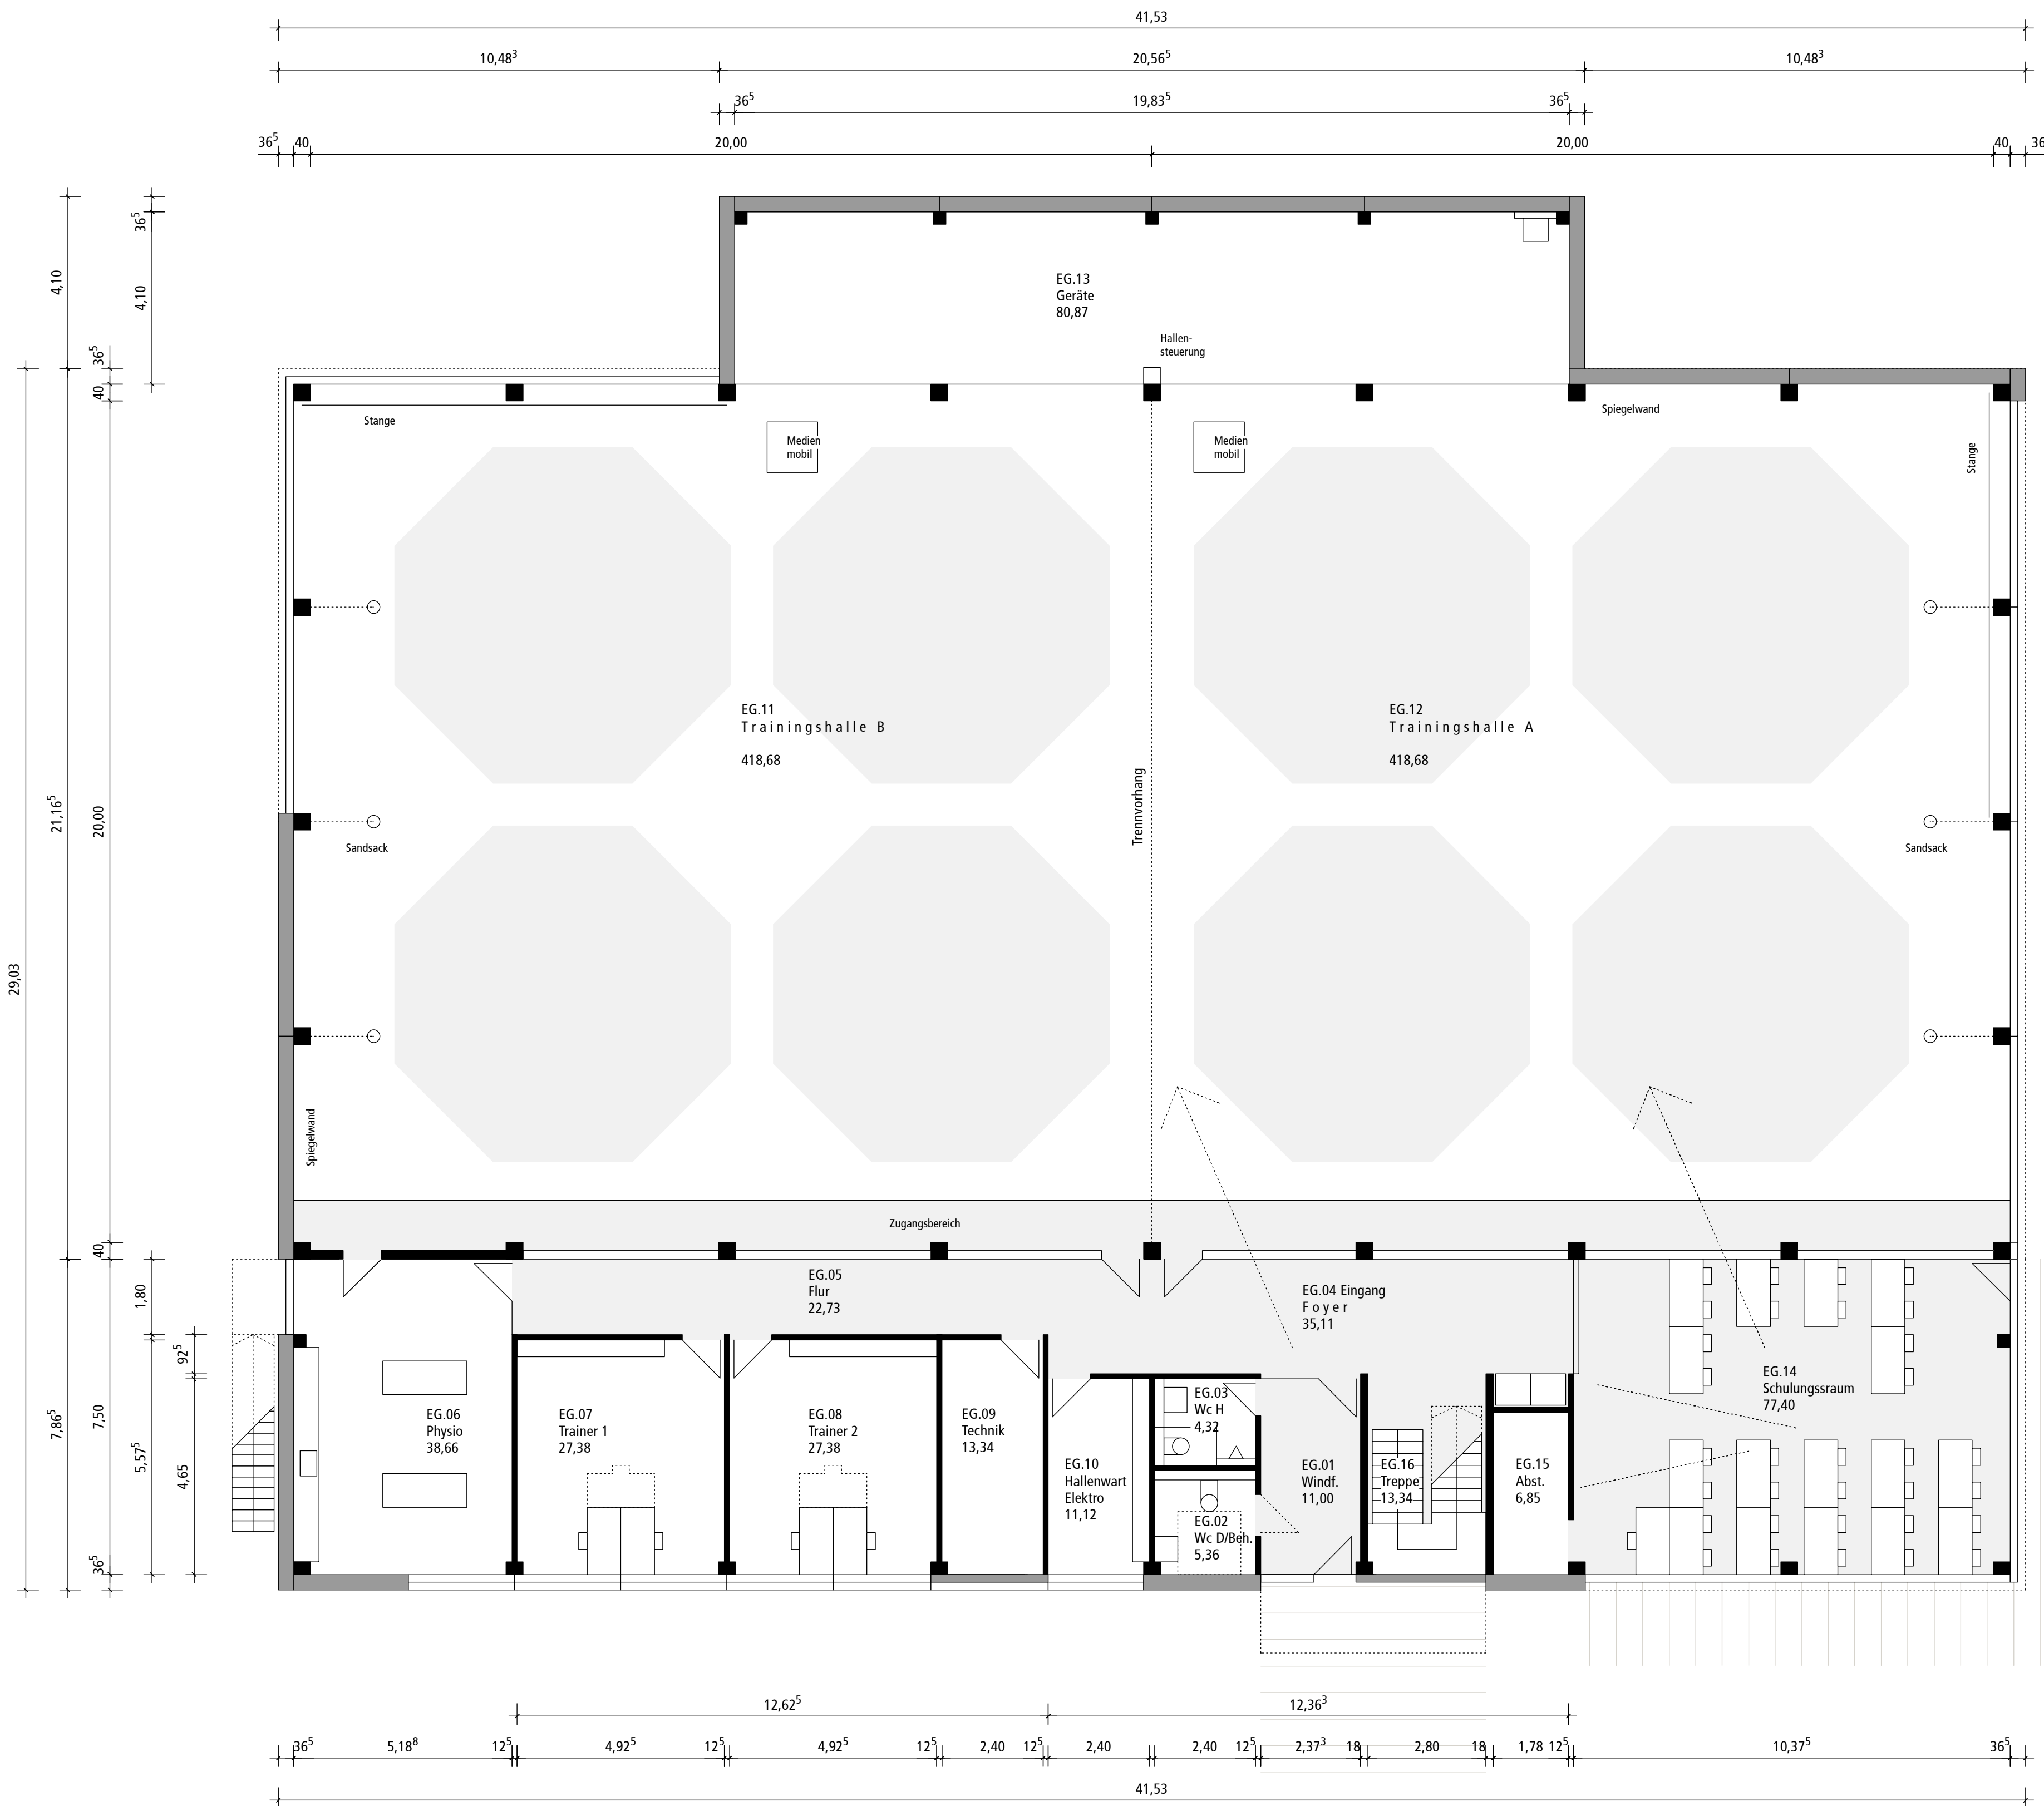 41,53
10,48³
20,56⁵
10,48³
36⁵
19,83⁵
36⁵
36⁵
40
20,00
20,00
40
36
4,10
36⁵
4,10
36⁵
40
EG.13
Geräte
80,87
Hallen-
steuerung
Stange
Medien
mobil
Medien
mobil
Spiegelwand
Stange
EG.11
Trainingshalle B
418,68
EG.12
Trainingshalle A
418,68
Trennvorhang
21,16⁵
20,00
29,03
Sandsack
Sandsack
Spiegelwand
Zugangsbereich
40
1,80
92⁵
7,86⁵
7,50
5,57⁵
4,65
36⁵
EG.05
Flur
22,73
EG.04 Eingang
Foyer
35,11
EG.06
Physio
38,66
EG.07
Trainer 1
27,38
EG.08
Trainer 2
27,38
EG.09
Technik
13,34
EG.10
Hallenwart
Elektro
11,12
EG.03
Wc H
4,32
EG.02
Wc D/Beh.
5,36
EG.01
Windf.
11,00
EG.16
Treppe
13,34
EG.15
Abst.
6,85
EG.14
Schulungssraum
77,40
12,62⁵
12,36³
36⁵
5,18⁸
12⁵
4,92⁵
12⁵
4,92⁵
12⁵
2,40
12⁵
2,40
2,40
12⁵
2,37³
18
2,80
18
1,78
12⁵
10,37⁵
36⁵
41,53